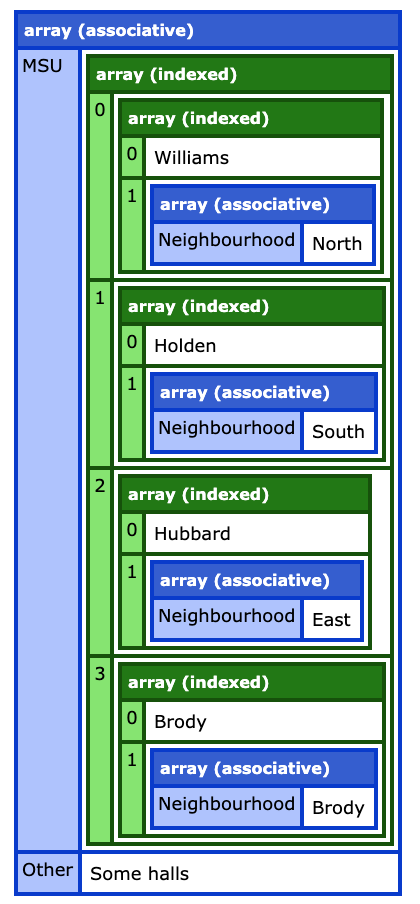 array (associative)
MSU
array (indexed)
0
array (indexed)
0 Williams
1
array (associative)
Neighbourhood North
1
array (indexed)
0 Holden
1
array (associative)
Neighbourhood South
2
array (indexed)
0 Hubbard
1
array (associative)
Neighbourhood East
3
array (indexed)
0 Brody
1
array (associative)
Neighbourhood Brody
Other Some halls